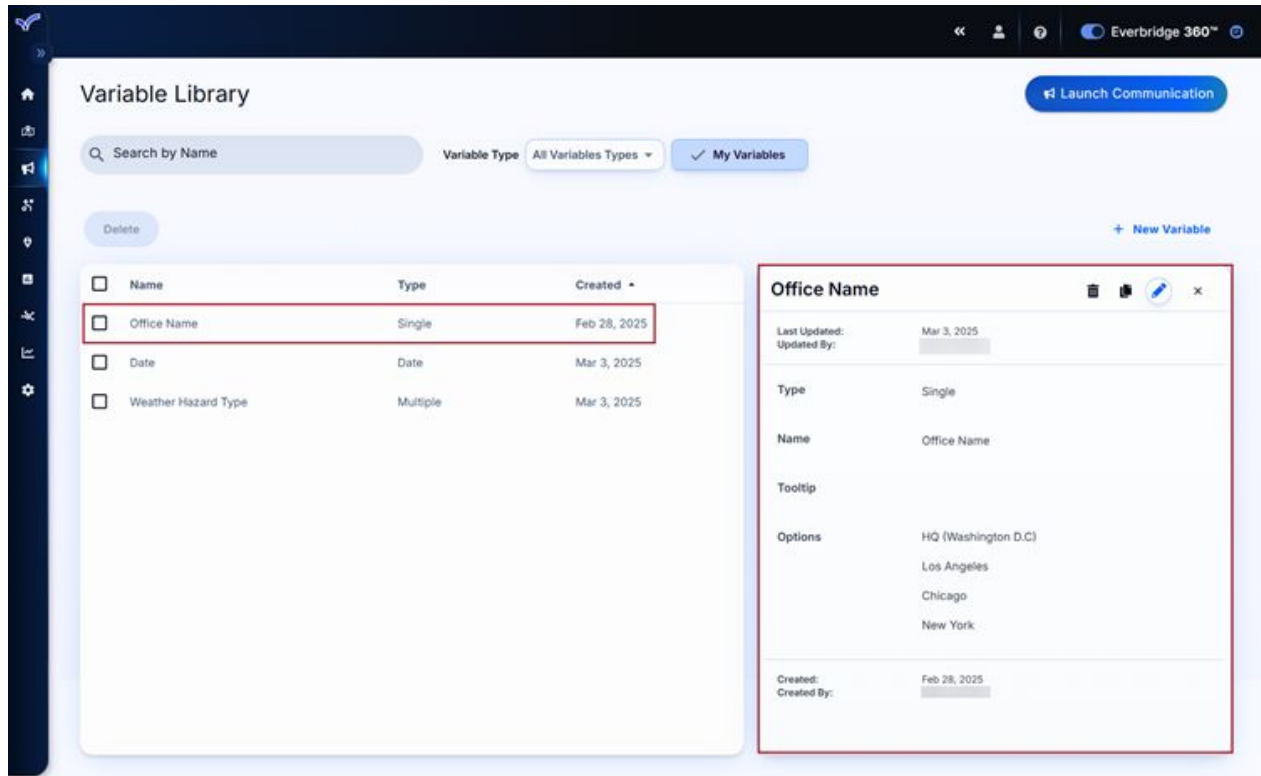 Everbridge 360™
Variable Library
Launch Communication
Search by Name
Variable Type
All Variables Types
My Variables
Delete
+ New Variable
Name Type Created
Office Name Single Feb 28, 2025
Date Date Mar 3, 2025
Weather Hazard Type Multiple Mar 3, 2025
Office Name
Last Updated: Mar 3, 2025
Updated By:
Type Single
Name Office Name
Tooltip
Options HQ (Washington D.C)
Los Angeles
Chicago
New York
Created: Feb 28, 2025
Created By: